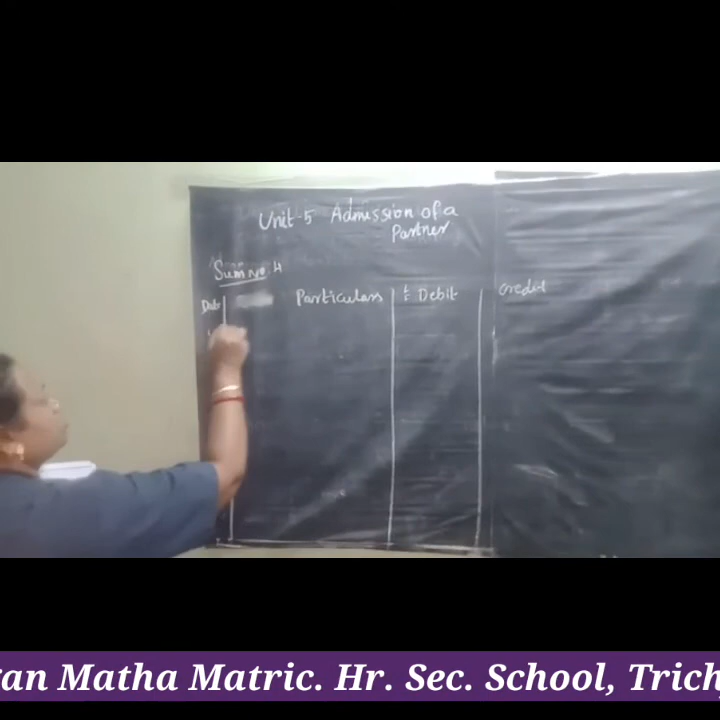 Unit-5 Admission of a
Partner
Sum No. 4
Date Particulars Debit Credit
an Matha Matric. Hr. Sec. School, Trich